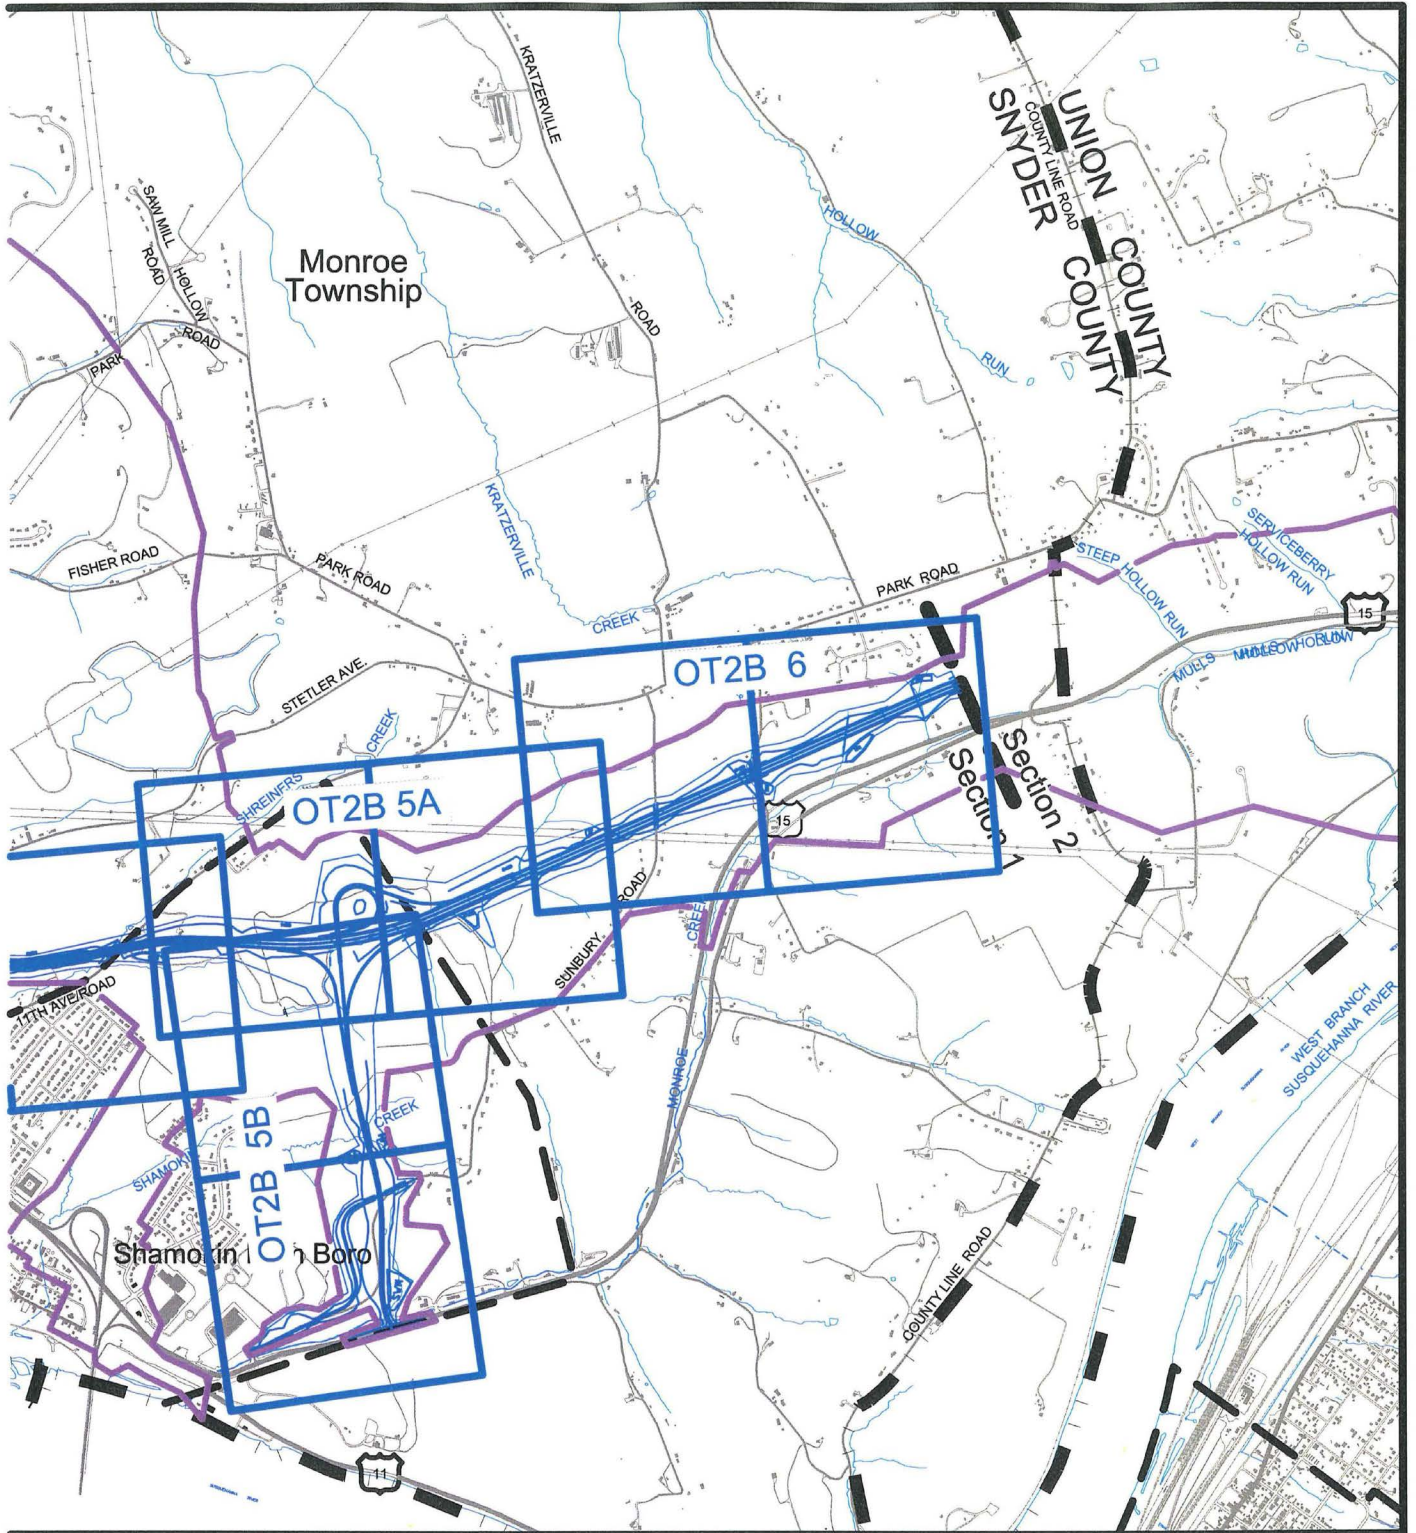 KRATZERVILLE
ROAD
UNION COUNTY
COUNTY LINE ROAD
SNYDER COUNTY
SAW MILL
HOLLOW
ROAD
Monroe
Township
HOLLOW
RUN
PARK
ROAD
KRATZERVILLE
CREEK
FISHER ROAD
PARK ROAD
PARK ROAD
STEEP HOLLOW RUN
SERVICEBERRY
HOLLOW RUN
15
MULLS
HOLLOW
STETLER AVE.
CREEK
OT2B 6
OT2B 5A
15
Section 2
Section 1
SUNBURY
ROAD
CREEK
MONROE
11TH AVE/ROAD
WEST BRANCH
SUSQUEHANNA RIVER
OT2B 5B
CREEK
Boro
COUNTY LINE ROAD
11